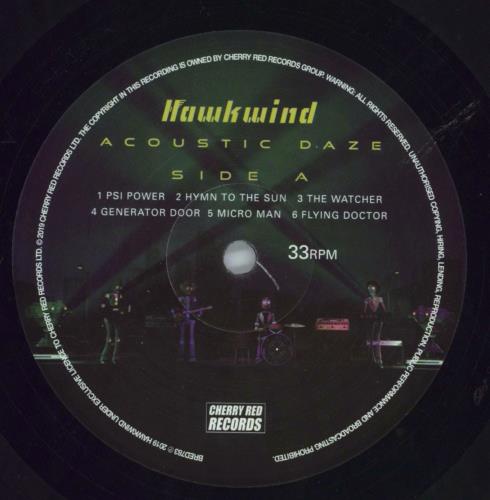 Hawkwind
ACOUSTIC DAZE
SIDE A
1 PSI POWER 2 HYMN TO THE SUN 3 THE WATCHER
4 GENERATOR DOOR 5 MICRO MAN 6 FLYING DOCTOR
33RPM
CHERRY RED
RECORDS
BRED783 ℗ 2019 HAWKWIND UNDER EXCLUSIVE LICENSE TO CHERRY RED RECORDS LTD. © 2019 CHERRY RED RECORDS LTD. THE COPYRIGHT IN THIS RECORDING IS OWNED BY CHERRY RED RECORDS GROUP. WARNING: ALL RIGHTS RESERVED. UNAUTHORISED COPYING, HIRING, LENDING, REPRODUCTION, PUBLIC PERFORMANCE AND BROADCASTING PROHIBITED.